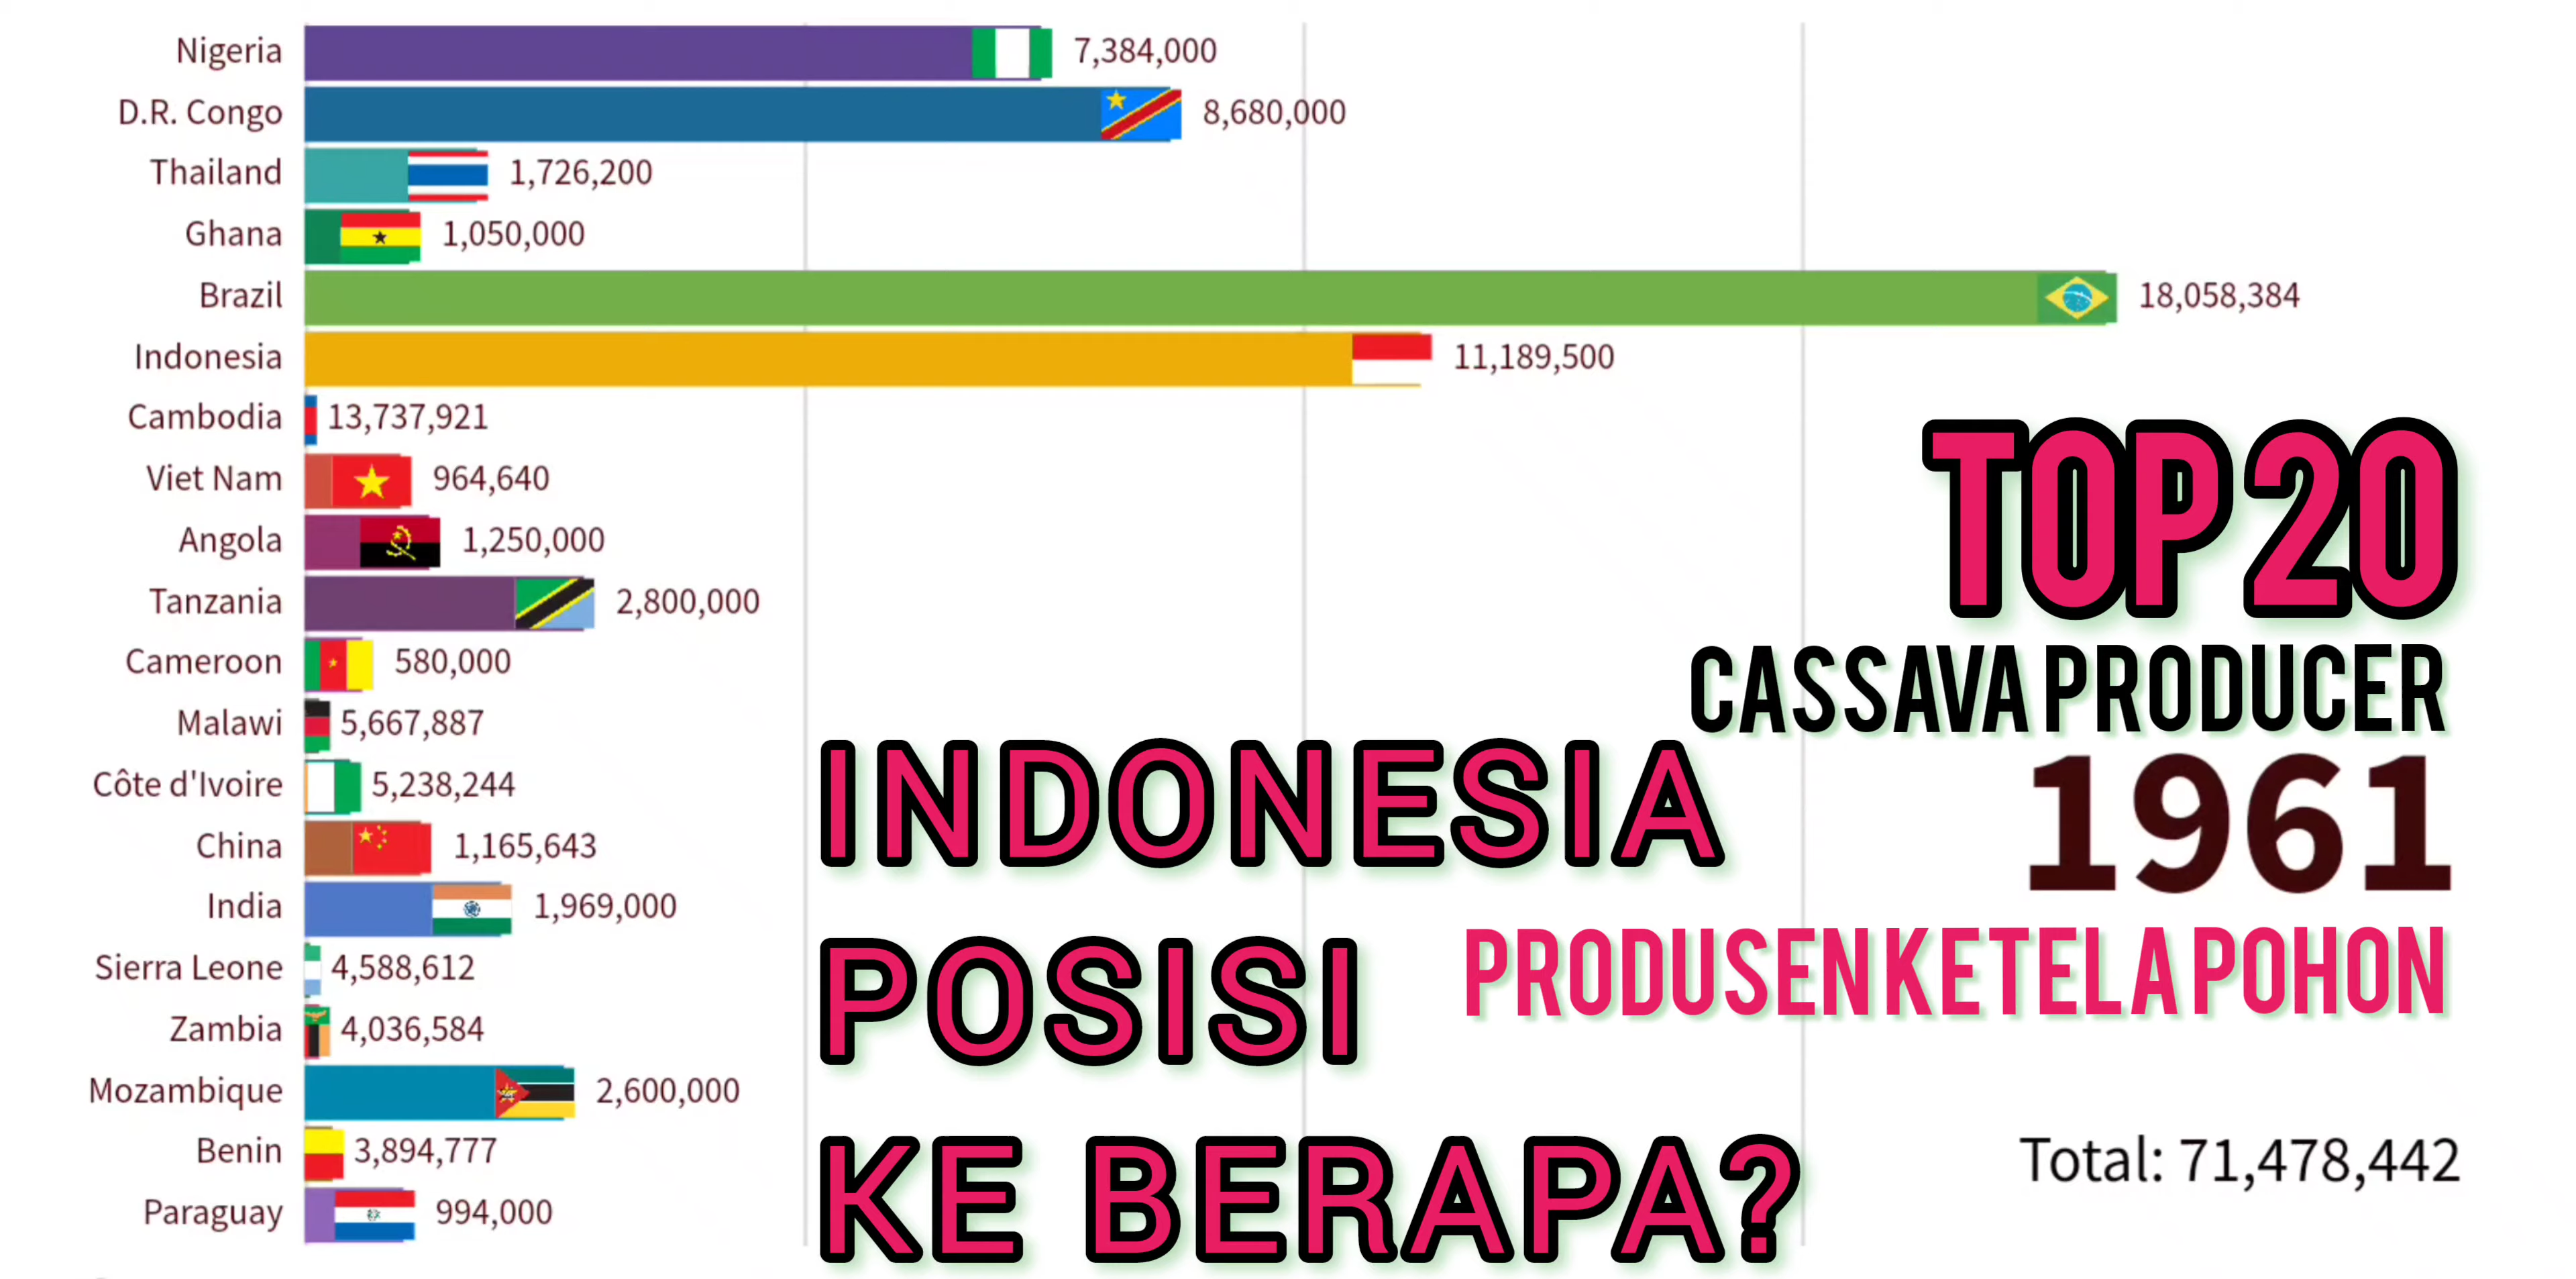 Nigeria 7,384,000
D.R. Congo 8,680,000
Thailand 1,726,200
Ghana 1,050,000
Brazil 18,058,384
Indonesia 11,189,500
Cambodia 13,737,921
Viet Nam 964,640
Angola 1,250,000
Tanzania 2,800,000
Cameroon 580,000
Malawi 5,667,887
Côte d'Ivoire 5,238,244
China 1,165,643
India 1,969,000
Sierra Leone 4,588,612
Zambia 4,036,584
Mozambique 2,600,000
Benin 3,894,777
Paraguay 994,000
TOP 20
CASSAVA PRODUCER
1961
PRODUSEN KETELA POHON
INDONESIA
POSISI
KE BERAPA?
Total: 71,478,442